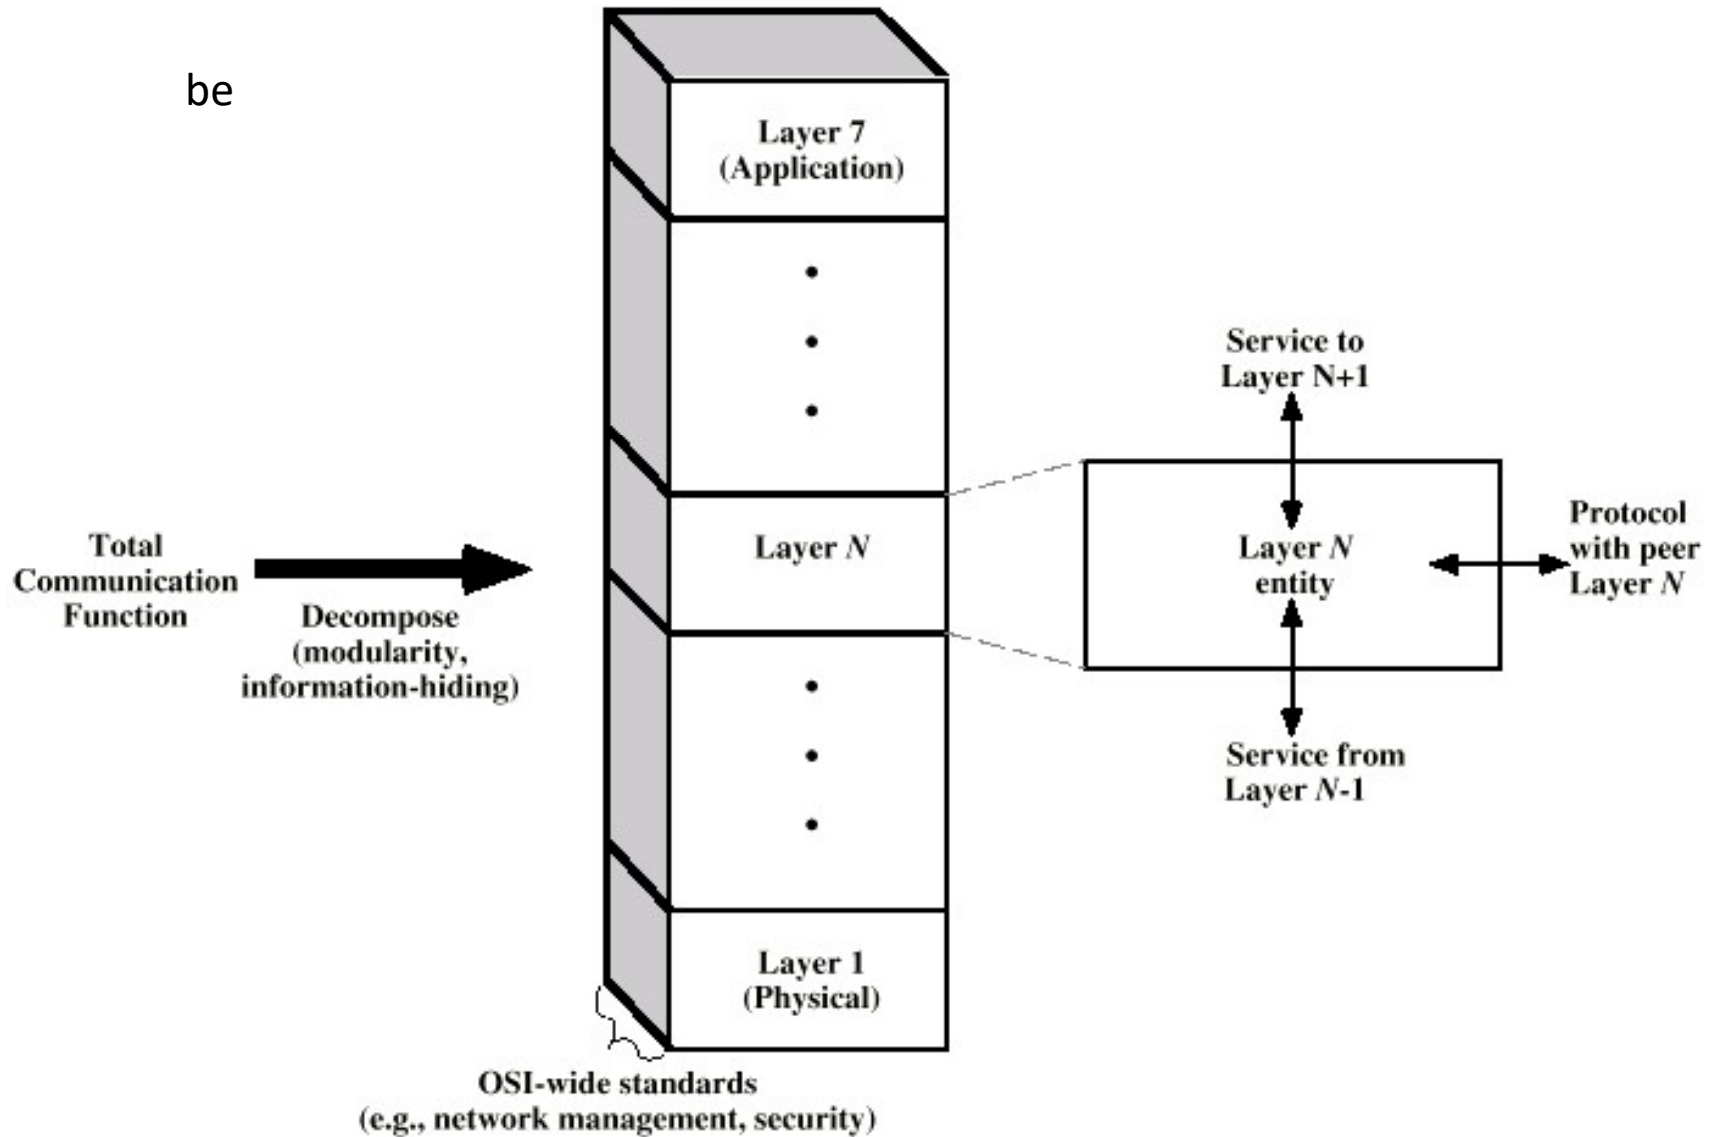 be
Layer 7
(Application)
Service to
Layer N+1
Total
Communication
Function
Decompose
(modularity,
information-hiding)
Layer N
Layer N
entity
Protocol
with peer
Layer N
Service from
Layer N-1
Layer 1
(Physical)
OSI-wide standards
(e.g., network management, security)